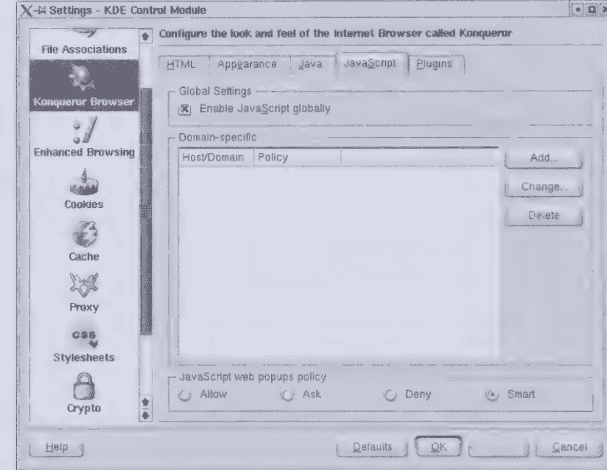 Settings - KDE Control Module
Configure the look and feel of the Internet Browser called Konqueror
File Associations
Konqueror Browser
Enhanced Browsing
Cookies
Cache
Proxy
CSS
Stylesheets
Crypto
HTML Appearance Java JavaScript Plugins
Global Settings
Enable JavaScript globally
Domain-specific
Host/Domain Policy
Add...
Change...
Delete
JavaScript web popups policy
Allow Ask Deny Smart
Help Defaults OK Cancel